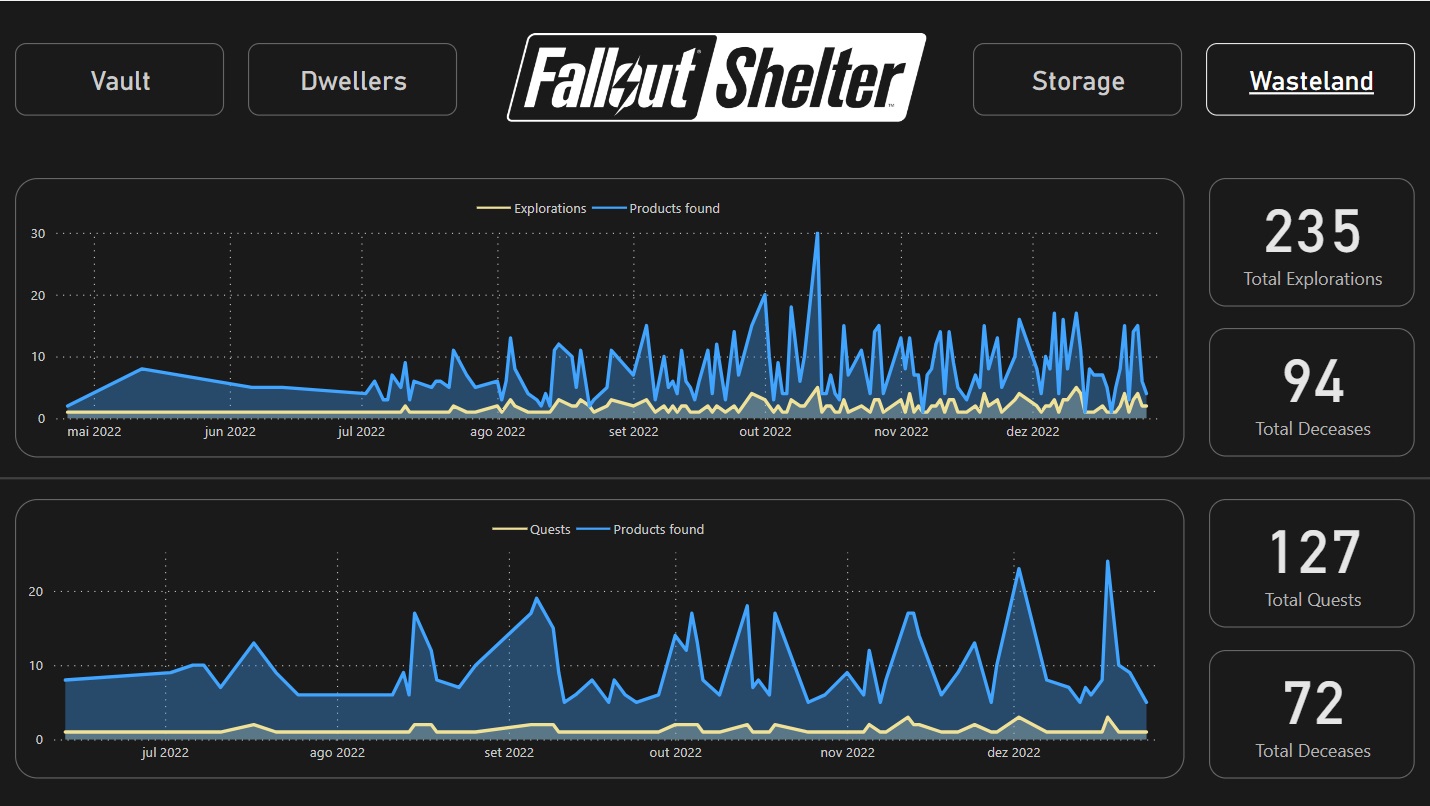 Vault
Dwellers
Fallout Shelter
Storage
Wasteland
Explorations
Products found
30
20
10
0
mai 2022
jun 2022
jul 2022
ago 2022
set 2022
out 2022
nov 2022
dez 2022
235
Total Explorations
94
Total Deceases
Quests
Products found
20
10
0
jul 2022
ago 2022
set 2022
out 2022
nov 2022
dez 2022
127
Total Quests
72
Total Deceases